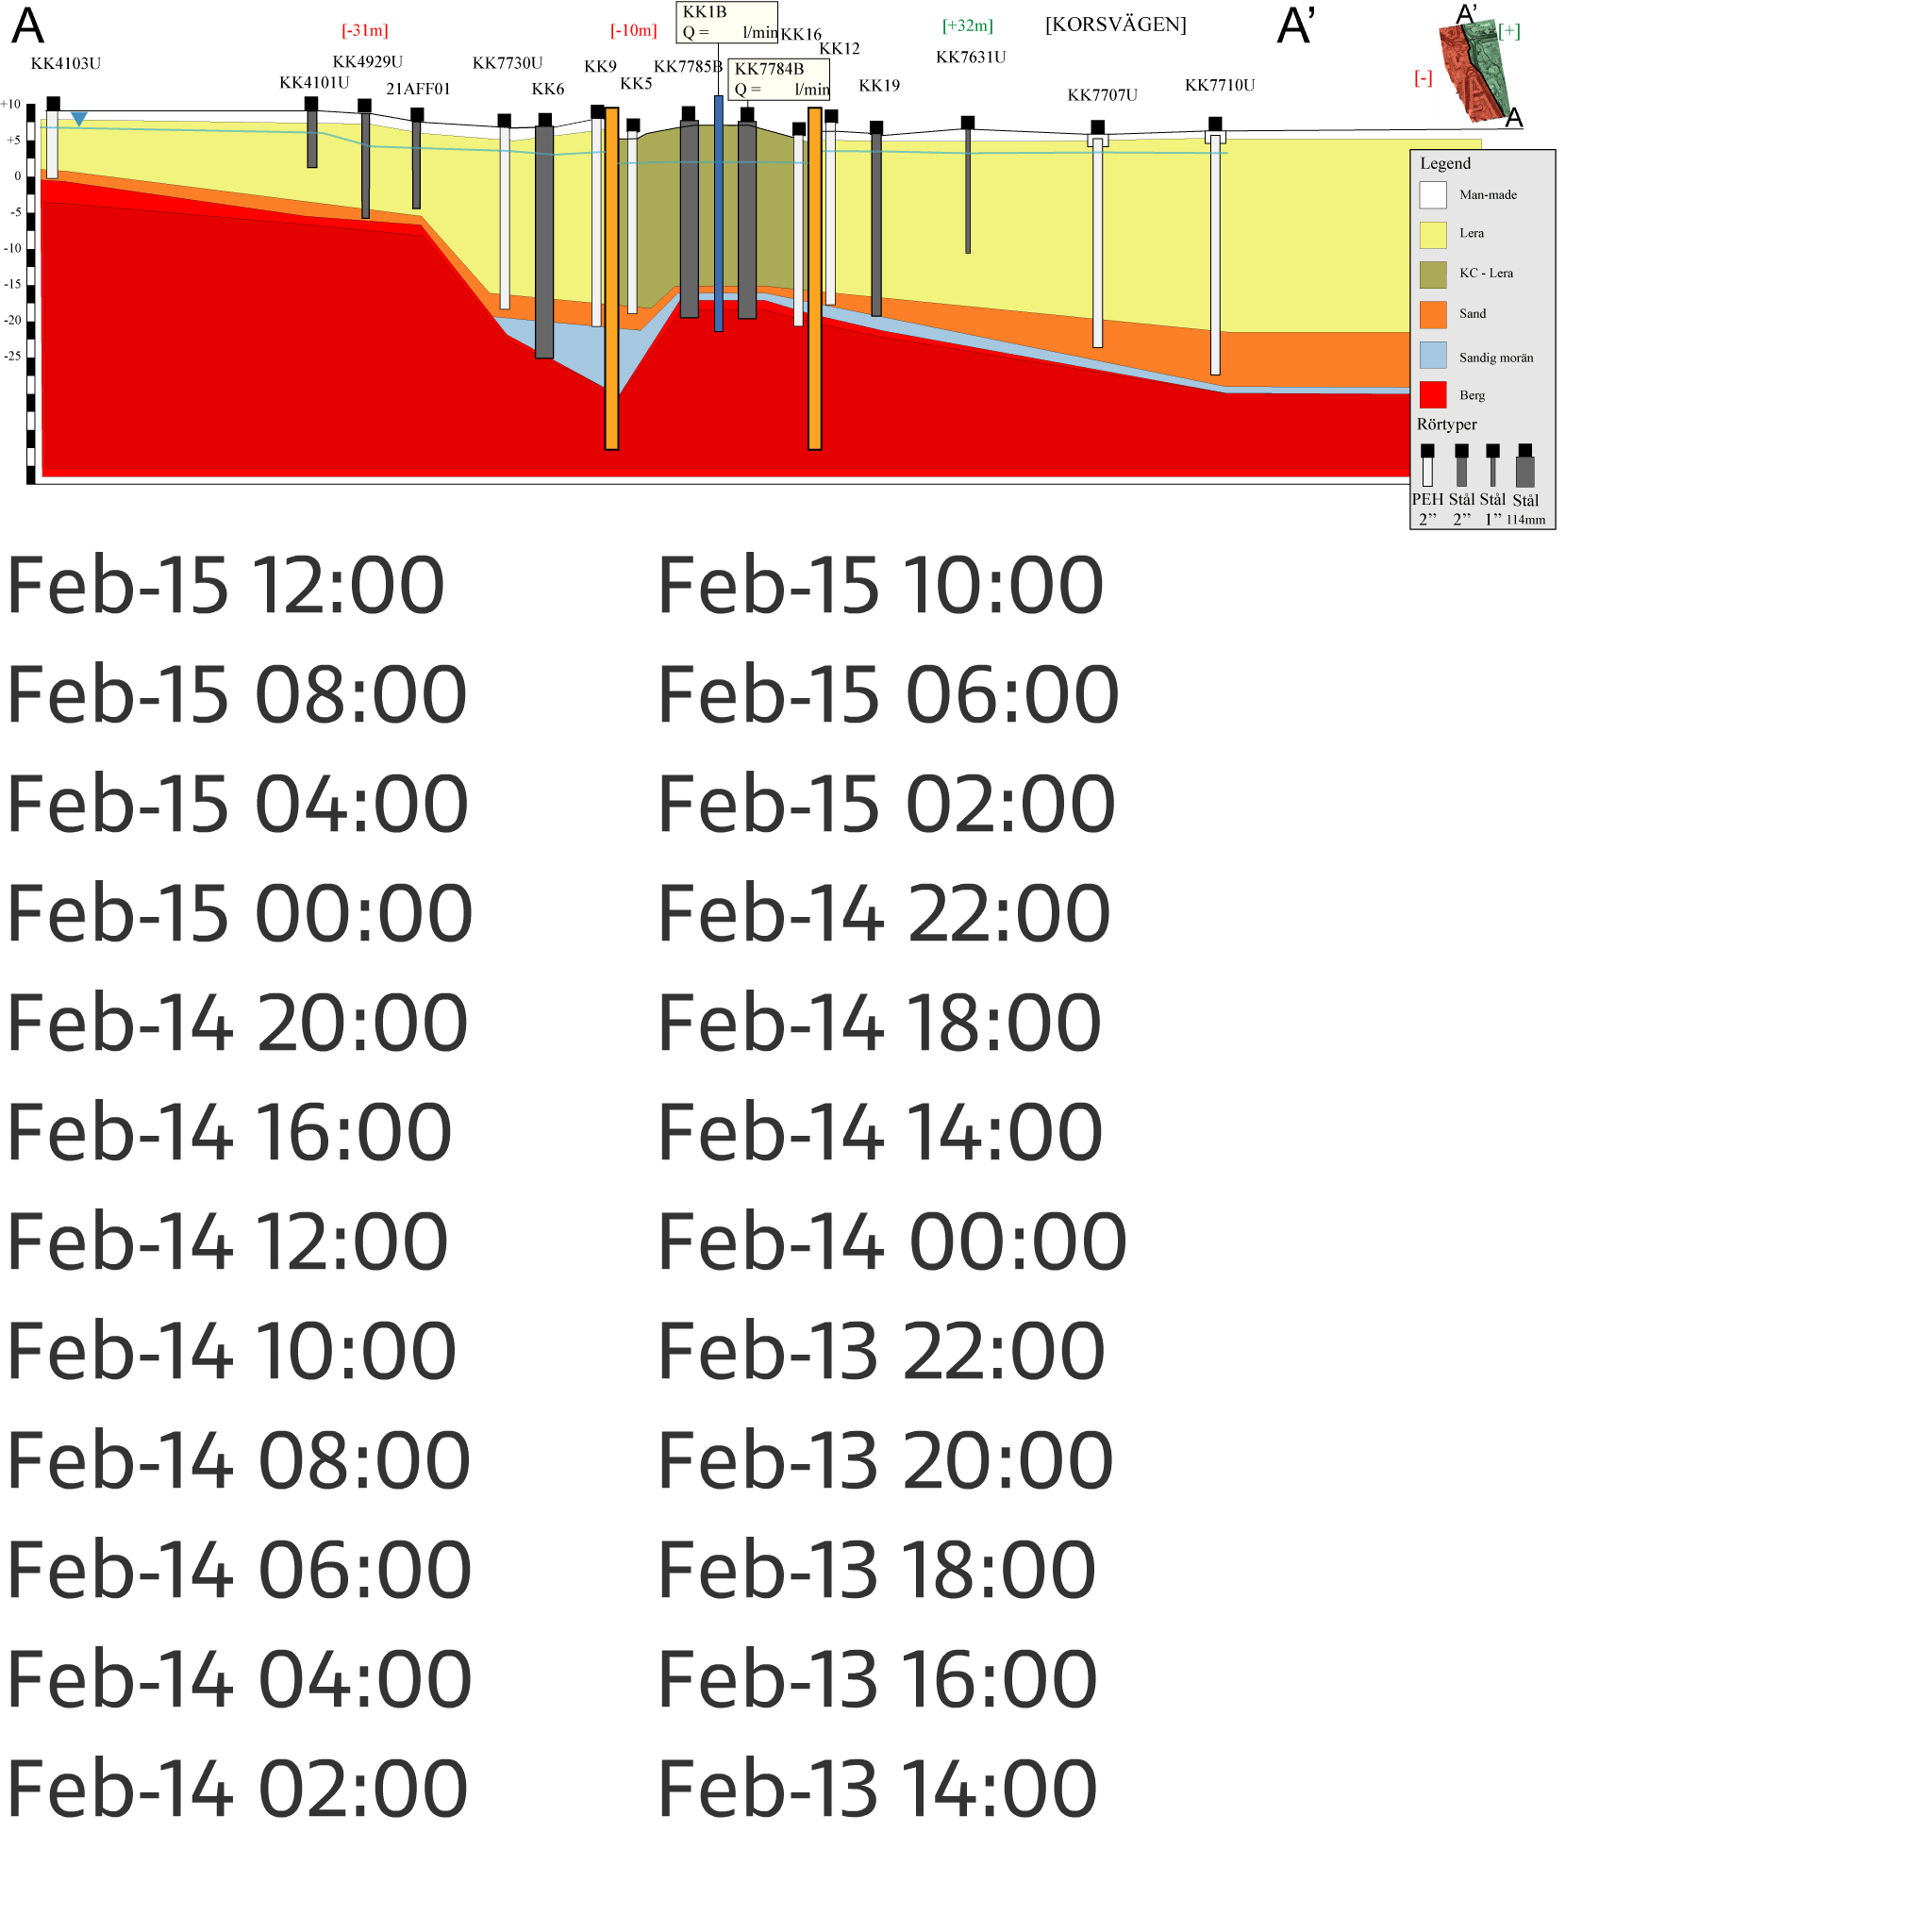 A
[-31m]
[-10m]
KK1B
Q = l/min
KK16
[+32m]
[KORSVÄGEN]
A’
A’
[+]
[-]
A
KK4103U
KK4101U
KK4929U
21AFF01
KK7730U
KK6
KK9
KK5
KK7785B
KK7784B
Q = l/min
KK12
KK19
KK7631U
KK7707U
KK7710U
+10
+5
0
-5
-10
-15
-20
-25
Legend
Man-made
Lera
KC - Lera
Sand
Sandig morän
Berg
Rörtyper
PEH Stål Stål Stål
2’’ 2’’ 1’’ 114mm
Feb-15 12:00 Feb-15 10:00
Feb-15 08:00 Feb-15 06:00
Feb-15 04:00 Feb-15 02:00
Feb-15 00:00 Feb-14 22:00
Feb-14 20:00 Feb-14 18:00
Feb-14 16:00 Feb-14 14:00
Feb-14 12:00 Feb-14 00:00
Feb-14 10:00 Feb-13 22:00
Feb-14 08:00 Feb-13 20:00
Feb-14 06:00 Feb-13 18:00
Feb-14 04:00 Feb-13 16:00
Feb-14 02:00 Feb-13 14:00